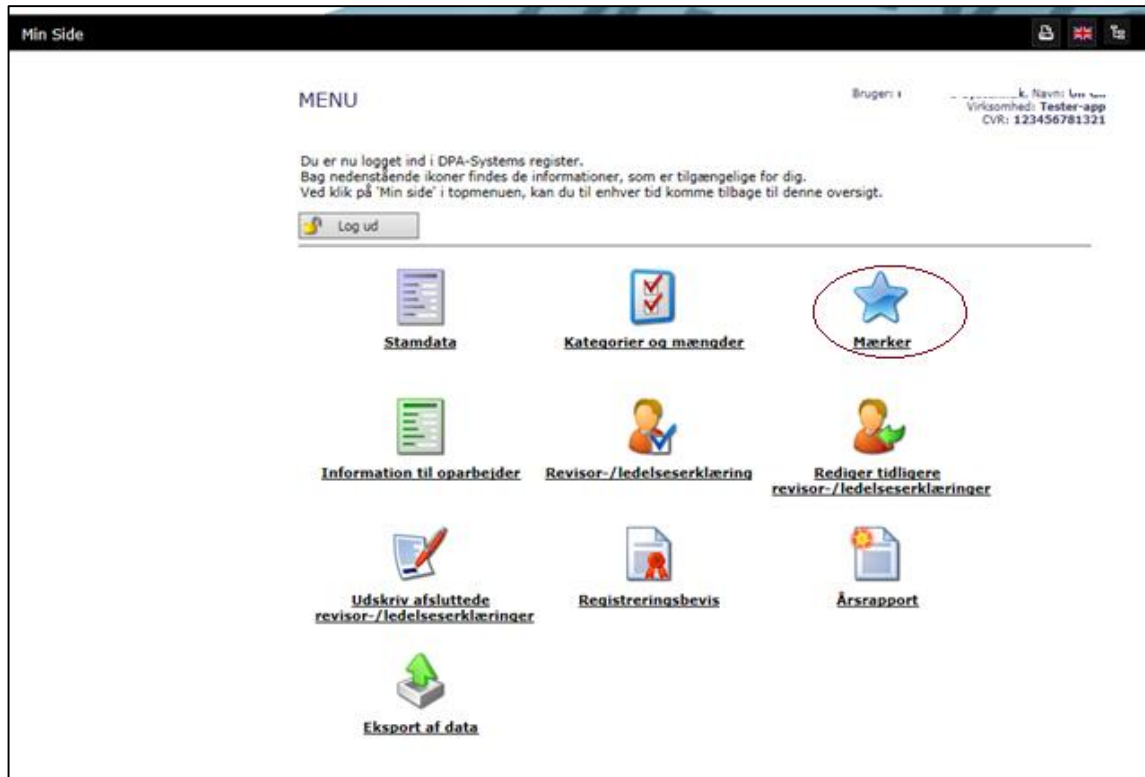 Min Side
MENU
Bruger:
Navn:
Virksomhed: Tester-app
CVR: 123456781321
Du er nu logget ind i DPA-Systems register.
Bag nedenstående ikoner findes de informationer, som er tilgængelige for dig.
Ved klik på 'Min side' i topmenuen, kan du til enhver tid komme tilbage til denne oversigt.
Log ud
Stamdata
Kategorier og mængder
Mærker
Information til oparbejder
Revisor-/ledelseserklæring
Rediger tidligere
revisor-/ledelseserklæringer
Udskriv afsluttede
revisor-/ledelseserklæringer
Registreringsbevis
Årsrapport
Eksport af data